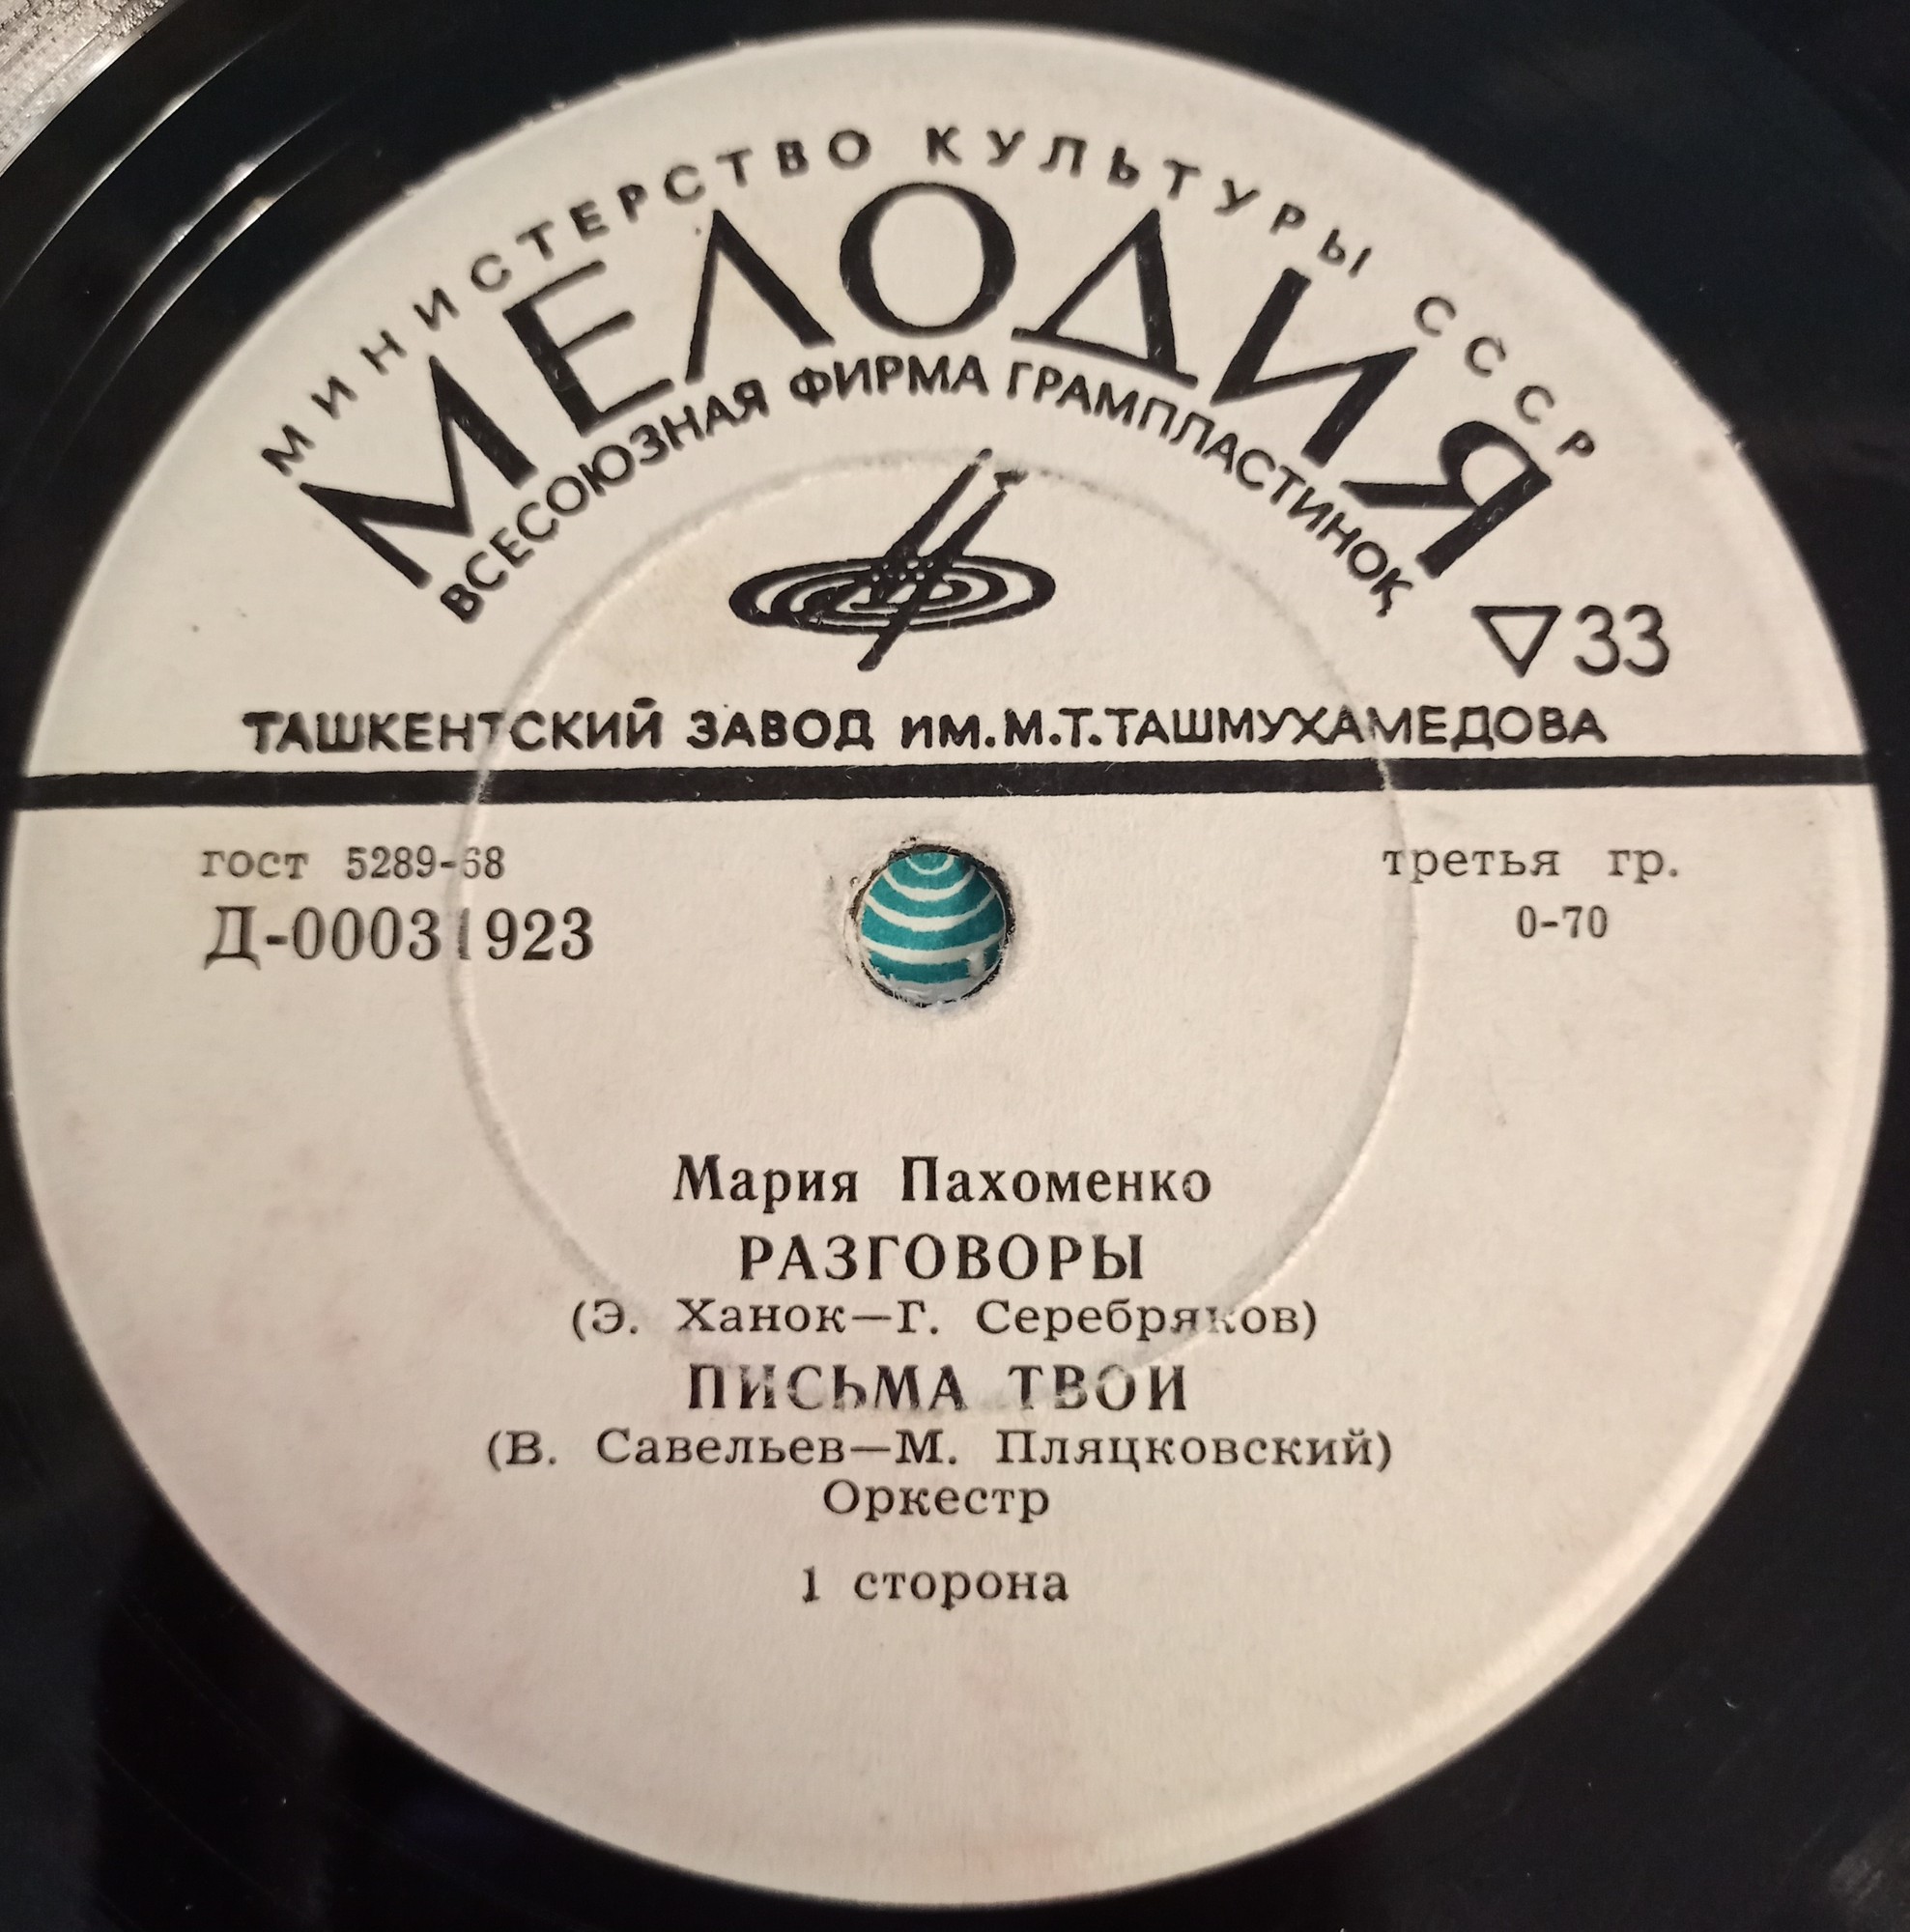 МИНИСТЕРСТВО КУЛЬТУРЫ СССР
МЕЛОДИЯ
ВСЕСОЮЗНАЯ ФИРМА ГРАМПЛАСТИНОК
33
ТАШКЕНТСКИЙ ЗАВОД ИМ.М.Т.ТАШМУХАМЕДОВА
гост 5289-68
третья гр.
Д-00031923
0-70
Мария Пахоменко
РАЗГОВОРЫ
(Э. Ханок—Г. Серебряков)
ПИСЬМА ТВОИ
(В. Савельев—М. Пляцковский)
Оркестр
1 сторона